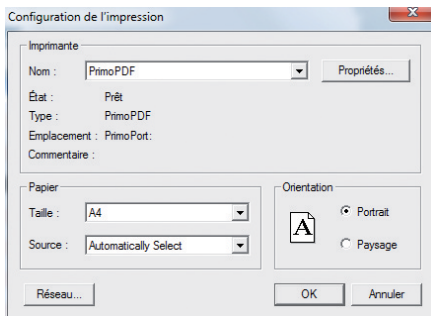 Configuration de l'impression
Imprimante
Nom : PrimoPDF Propriétés...
État : Prêt
Type : PrimoPDF
Emplacement : PrimoPort:
Commentaire :
Papier
Taille : A4
Source : Automatically Select
Orientation
A
Portrait
Paysage
Réseau... OK Annuler